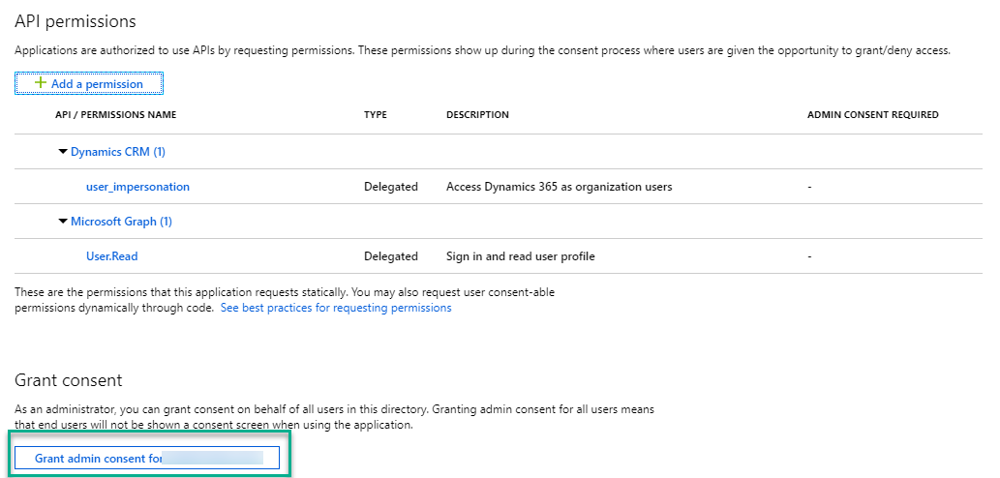 API permissions
Applications are authorized to use APIs by requesting permissions. These permissions show up during the consent process where users are given the opportunity to grant/deny access.
+ Add a permission
API / PERMISSIONS NAME TYPE DESCRIPTION ADMIN CONSENT REQUIRED
Dynamics CRM (1)
user_impersonation Delegated Access Dynamics 365 as organization users -
Microsoft Graph (1)
User.Read Delegated Sign in and read user profile -
These are the permissions that this application requests statically. You may also request user consent-able
permissions dynamically through code. See best practices for requesting permissions
Grant consent
As an administrator, you can grant consent on behalf of all users in this directory. Granting admin consent for all users means
that end users will not be shown a consent screen when using the application.
Grant admin consent for